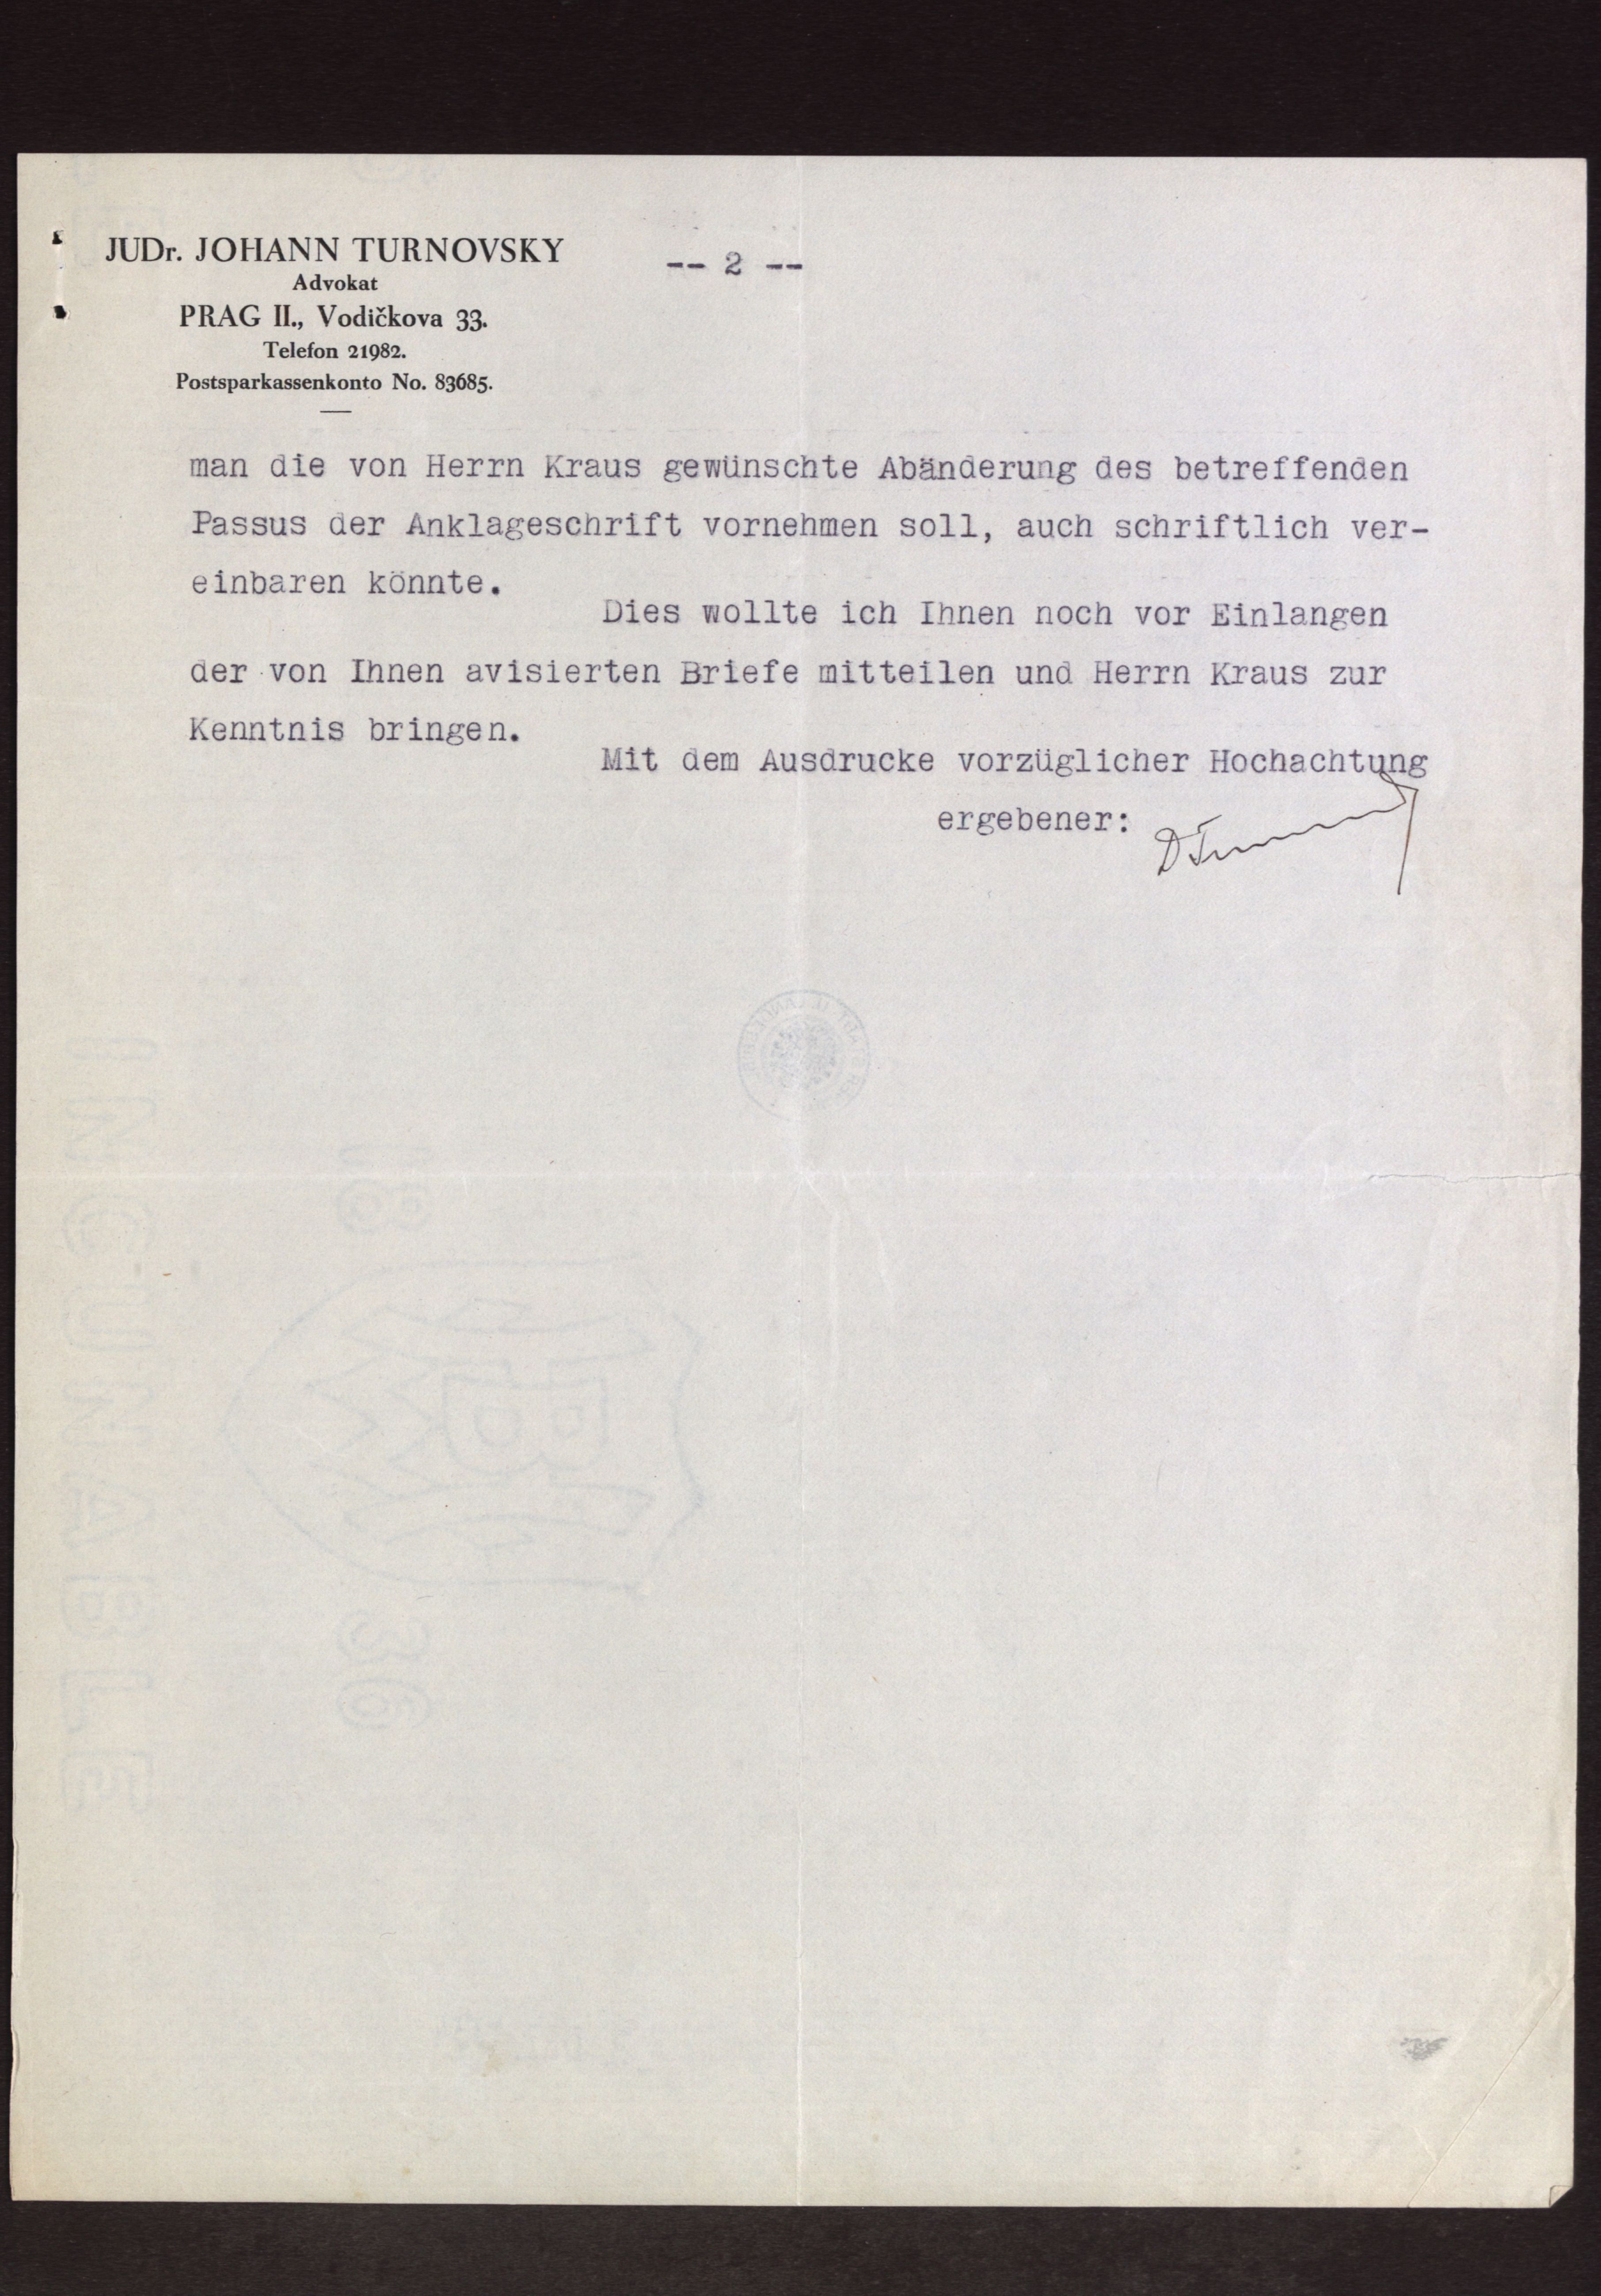 JUDr. JOHANN TURNOVSKY
Advokat
PRAG II., Vodičkova 33.
Telefon 21982.
Postsparkassenkonto No. 83685.
-- 2 --
man die von Herrn Kraus gewünschte Abänderung des betreffenden
Passus der Anklageschrift vornehmen soll, auch schriftlich ver-
einbaren könnte.
Dies wollte ich Ihnen noch vor Einlangen
der von Ihnen avisierten Briefe mitteilen und Herrn Kraus zur
Kenntnis bringen.
Mit dem Ausdrucke vorzüglicher Hochachtung
ergebener: